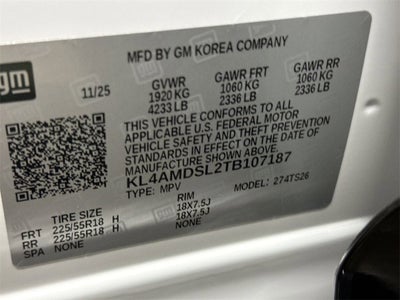 MFD BY GM KOREA COMPANY
gm
11/25
GVWR GAWR FRT GAWR RR
1920 KG 1060 KG 1060 KG
4233 LB 2336 LB 2336 LB
THIS VEHICLE CONFORMS TO ALL
APPLICABLE U.S. FEDERAL MOTOR
VEHICLE SAFETY AND THEFT PREVENTION
STANDARDS IN EFFECT ON THE DATE OF
MANUFACTURE SHOWN ABOVE.
KL4AMDSL2TB107187
TYPE: MPV MODEL: 274TS26
TIRE SIZE RIM
FRT 225/55R18 H 18X7.5J
RR 225/55R18 H 18X7.5J
SPA NONE NONE